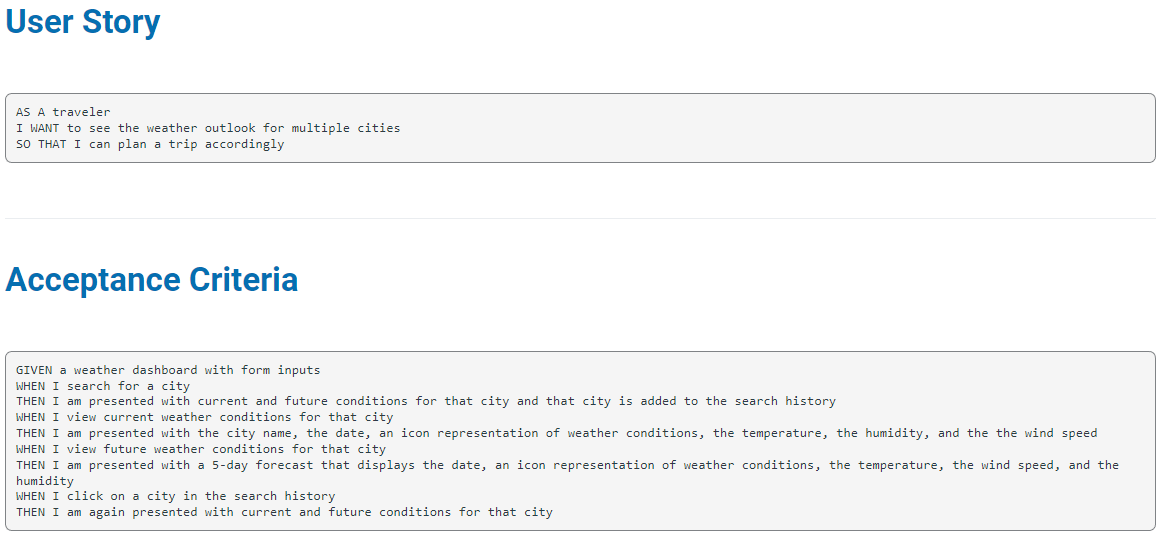 User Story
AS A traveler
I WANT to see the weather outlook for multiple cities
SO THAT I can plan a trip accordingly
Acceptance Criteria
GIVEN a weather dashboard with form inputs
WHEN I search for a city
THEN I am presented with current and future conditions for that city and that city is added to the search history
WHEN I view current weather conditions for that city
THEN I am presented with the city name, the date, an icon representation of weather conditions, the temperature, the humidity, and the the wind speed
WHEN I view future weather conditions for that city
THEN I am presented with a 5-day forecast that displays the date, an icon representation of weather conditions, the temperature, the wind speed, and the
humidity
WHEN I click on a city in the search history
THEN I am again presented with current and future conditions for that city